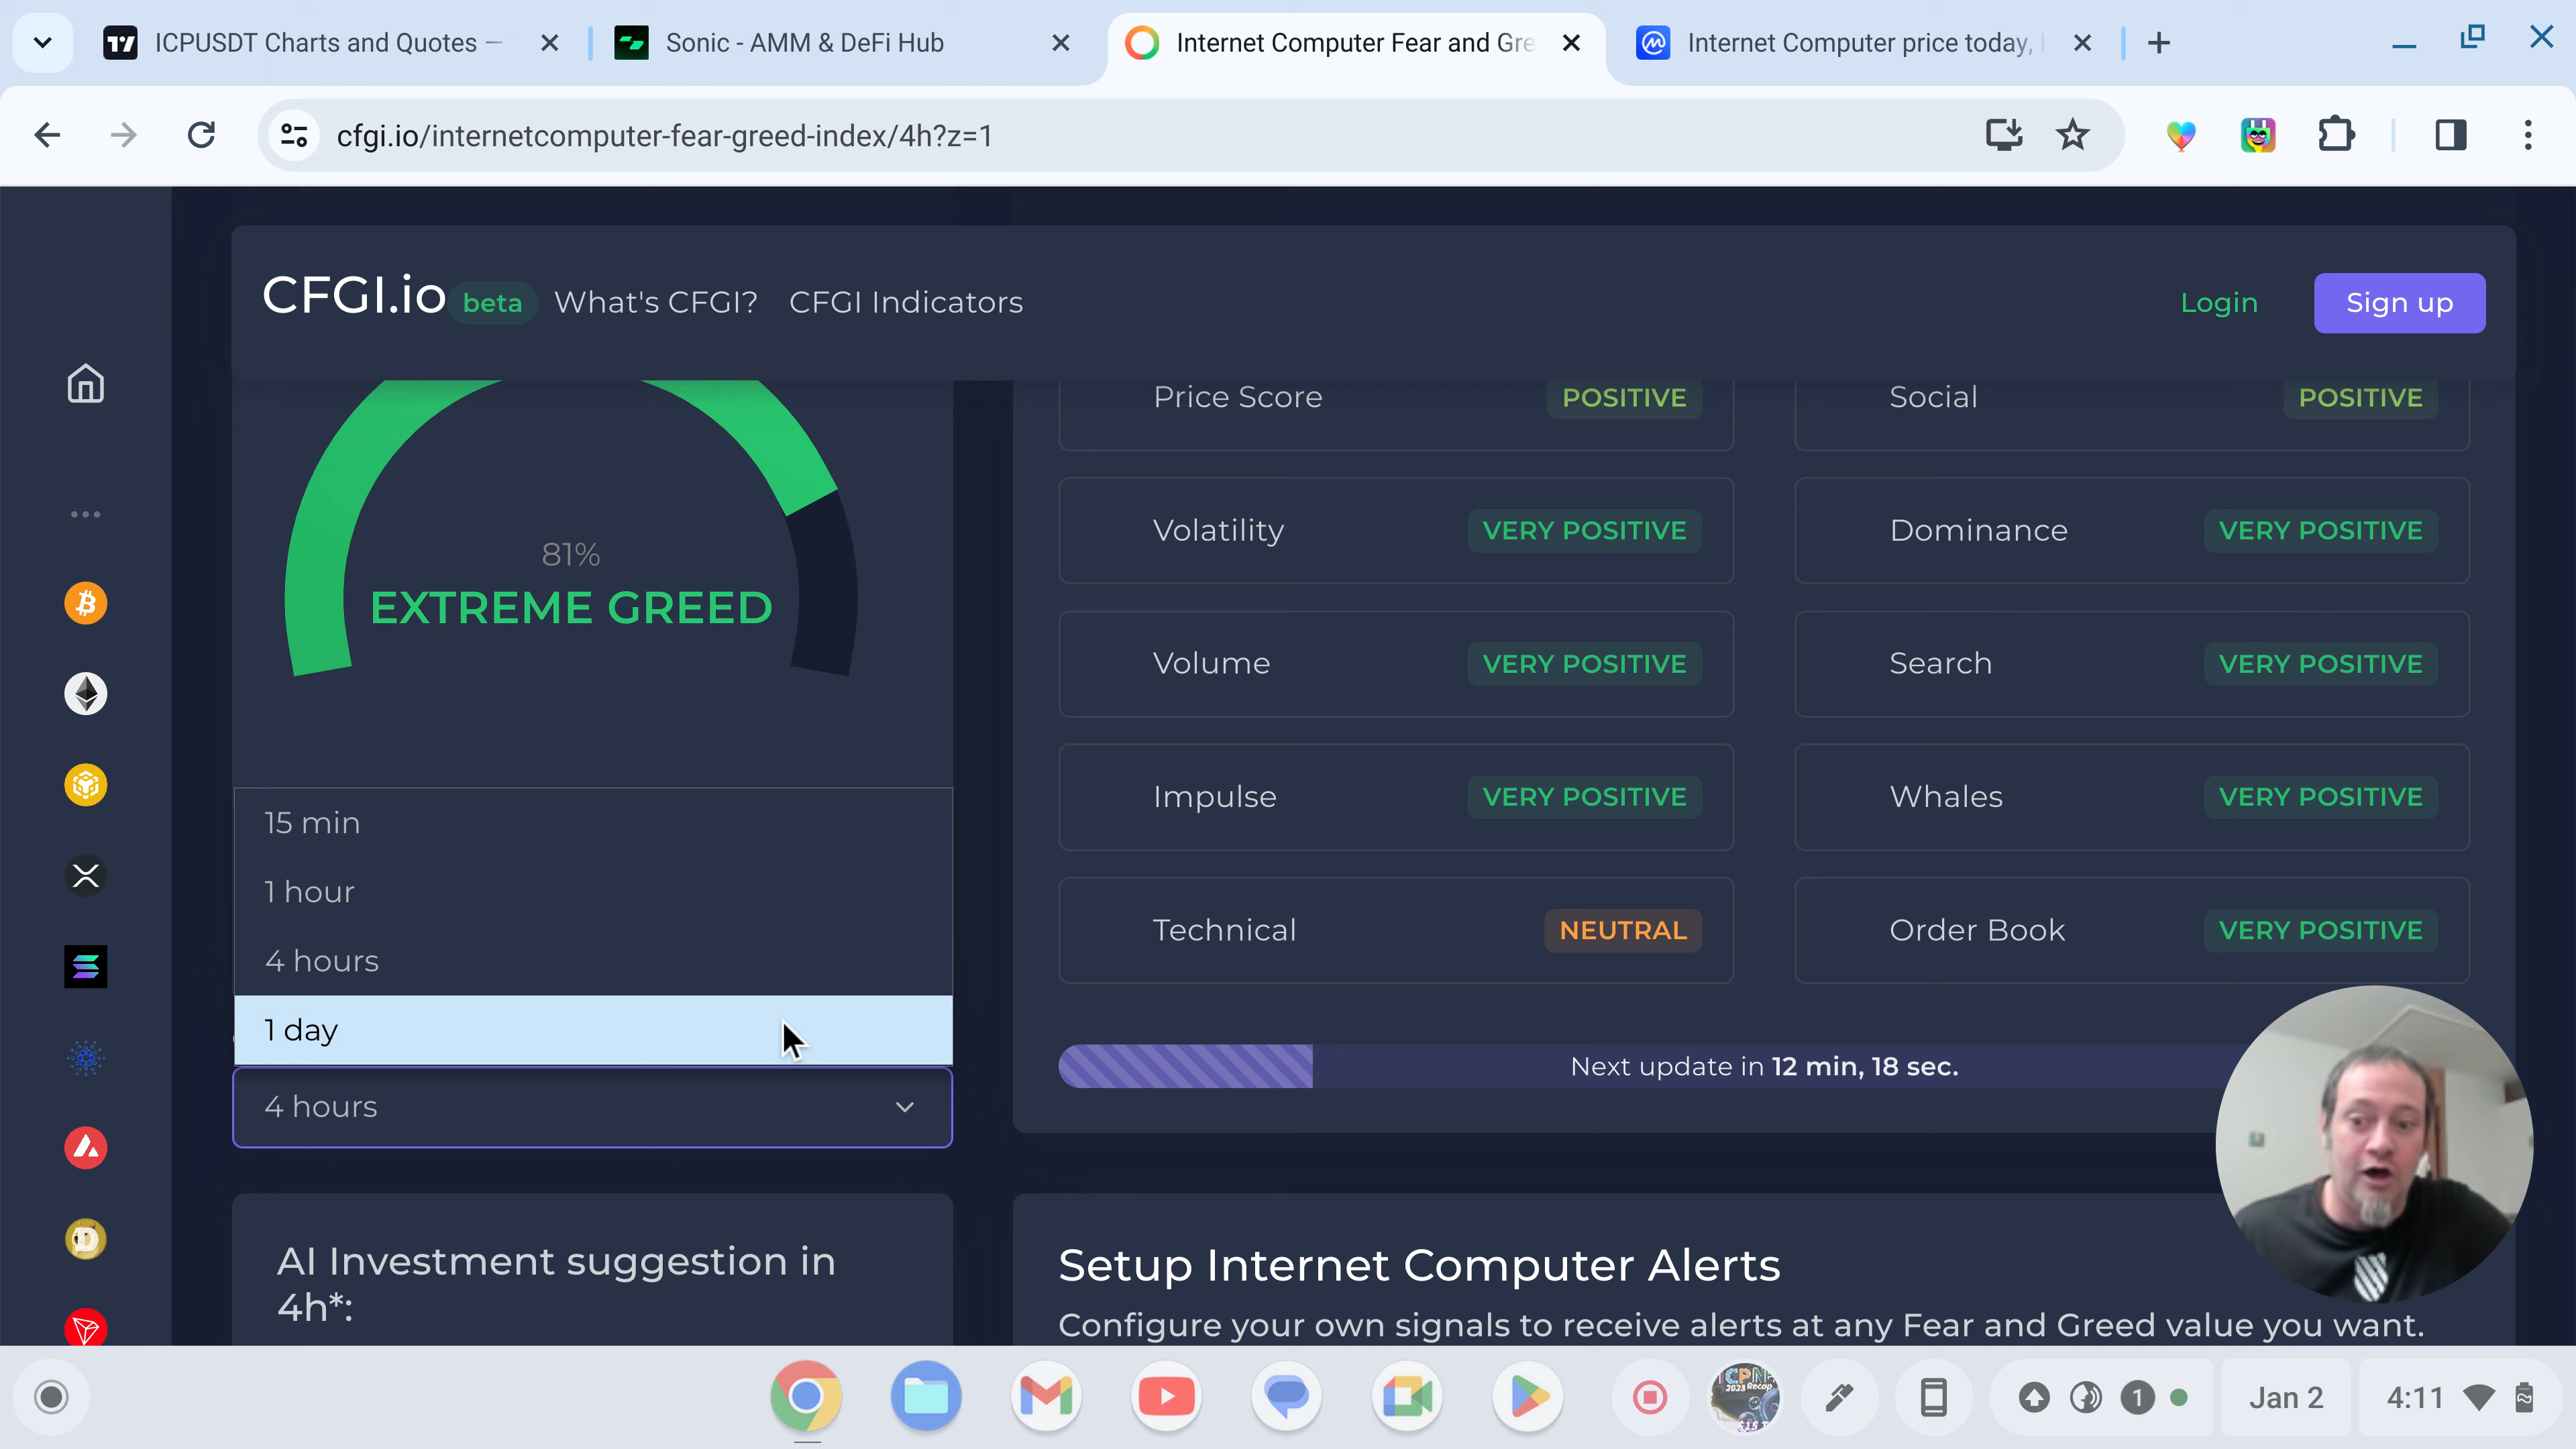 ICPUSDT Charts and Quotes —
Sonic - AMM & DeFi Hub
Internet Computer Fear and Gre
Internet Computer price today,
cfgi.io/internetcomputer-fear-greed-index/4h?z=1
CFGI.io beta What's CFGI? CFGI Indicators Login Sign up
81%
EXTREME GREED
Price Score POSITIVE
Social POSITIVE
Volatility VERY POSITIVE
Dominance VERY POSITIVE
Volume VERY POSITIVE
Search VERY POSITIVE
Impulse VERY POSITIVE
Whales VERY POSITIVE
Technical NEUTRAL
Order Book VERY POSITIVE
15 min
1 hour
4 hours
1 day
4 hours
Next update in 12 min, 18 sec.
AI Investment suggestion in
4h*:
Setup Internet Computer Alerts
Configure your own signals to receive alerts at any Fear and Greed value you want.
2023 Recap
1
Jan 2
4:11